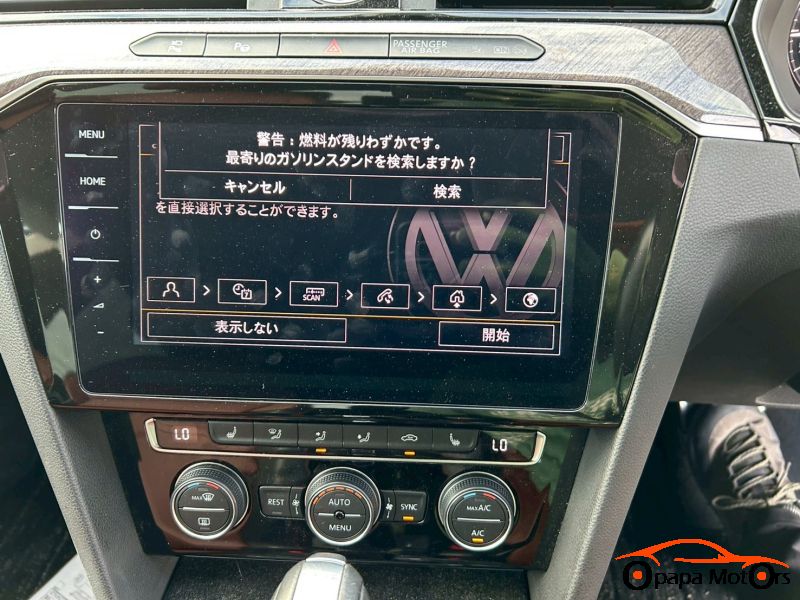 PASSENGER
AIR BAG
MENU
HOME
警告：燃料が残りわずかです。
最寄りのガソリンスタンドを検索しますか？
キャンセル 検索
を直接選択することができます。
7
SCAN
表示しない 開始
LO
LO
MAX
REST
AUTO
MENU
SYNC
MAX A/C
A/C
Opapa MotOrs